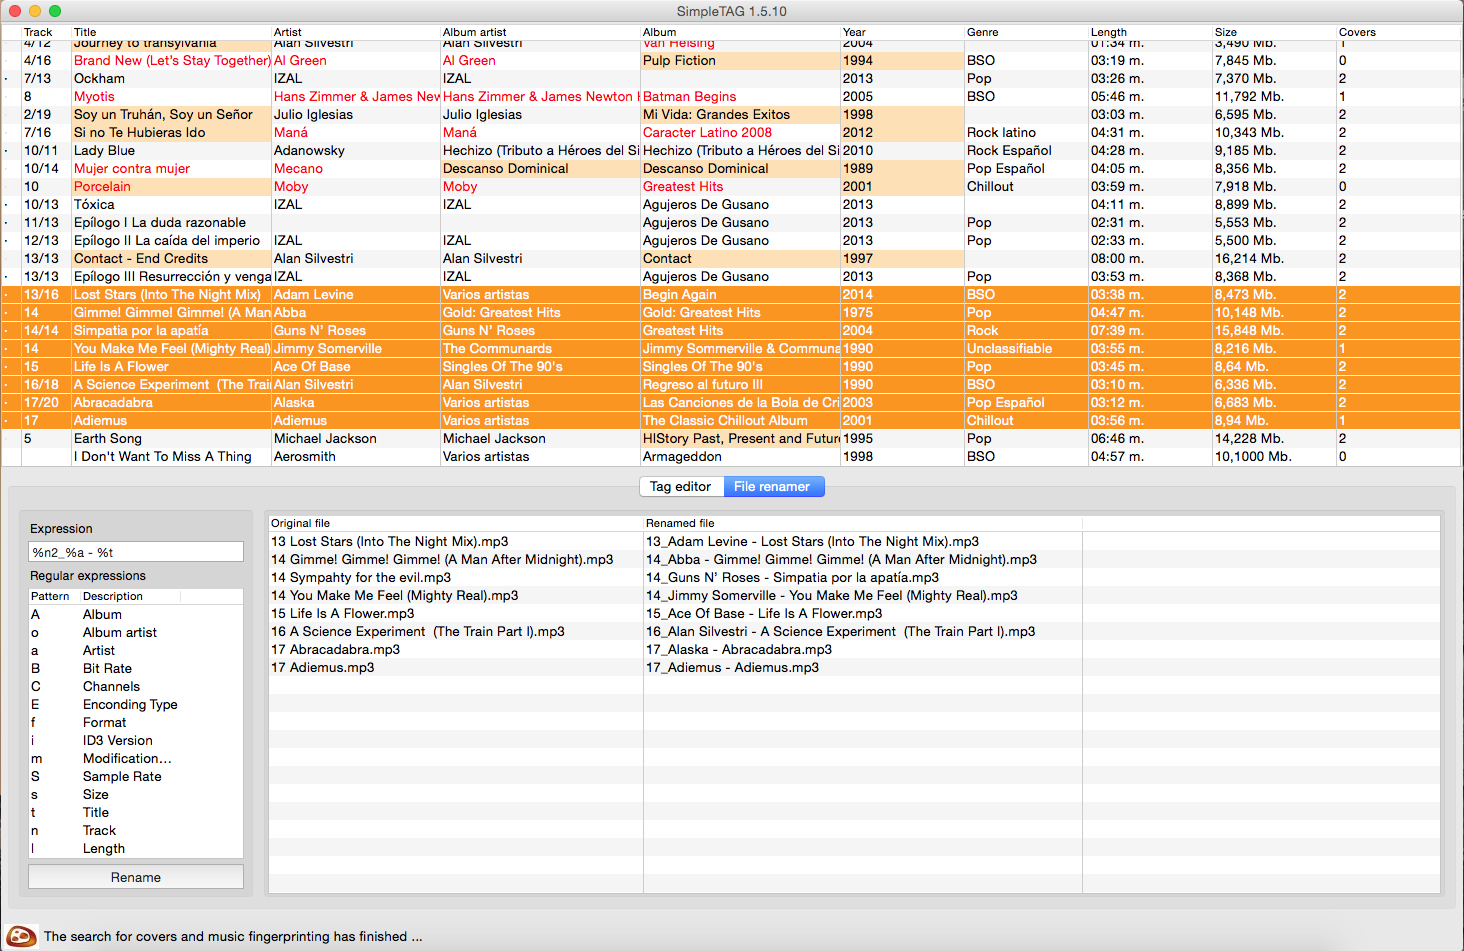 SimpleTAG 1.5.10
Track Title Artist Album artist Album Year Genre Length Size Covers
4/12 Journey to transylvania Alan Silvestri Alan Silvestri Van Helsing 2004 01:34 m. 3,490 Mb. 1
4/16 Brand New (Let's Stay Together) Al Green Al Green Pulp Fiction 1994 BSO 03:19 m. 7,845 Mb. 0
7/13 Ockham IZAL IZAL 2013 Pop 03:26 m. 7,370 Mb. 2
8 Myotis Hans Zimmer & James New Hans Zimmer & James Newton H Batman Begins 2005 BSO 05:46 m. 11,792 Mb. 1
2/19 Soy un Truhán, Soy un Señor Julio Iglesias Julio Iglesias Mi Vida: Grandes Exitos 1998 03:03 m. 6,595 Mb. 2
7/16 Si no Te Hubieras Ido Maná Maná Caracter Latino 2008 2012 Rock latino 04:31 m. 10,343 Mb. 2
10/11 Lady Blue Adanowsky Hechizo (Tributo a Héroes del Si Hechizo (Tributo a Héroes del Si 2010 Rock Español 04:28 m. 9,185 Mb. 2
10/14 Mujer contra mujer Mecano Descanso Dominical Descanso Dominical 1989 Pop Español 04:05 m. 8,356 Mb. 2
10 Porcelain Moby Moby Greatest Hits 2001 Chillout 03:59 m. 7,918 Mb. 0
10/13 Tóxica IZAL IZAL Agujeros De Gusano 2013 04:11 m. 8,899 Mb. 2
11/13 Epílogo I La duda razonable Agujeros De Gusano 2013 Pop 02:31 m. 5,553 Mb. 2
12/13 Epílogo II La caída del imperio IZAL IZAL Agujeros De Gusano 2013 Pop 02:33 m. 5,500 Mb. 2
13/13 Contact - End Credits Alan Silvestri Alan Silvestri Contact 1997 08:00 m. 16,214 Mb. 2
13/13 Epílogo III Resurrección y venga IZAL IZAL Agujeros De Gusano 2013 Pop 03:53 m. 8,368 Mb. 2
13/16 Lost Stars (Into The Night Mix) Adam Levine Varios artistas Begin Again 2014 BSO 03:38 m. 8,473 Mb. 2
14 Gimme! Gimme! Gimme! (A Man Abba Gold: Greatest Hits Gold: Greatest Hits 1975 Pop 04:47 m. 10,148 Mb. 2
14/14 Simpatia por la apatía Guns N' Roses Guns N' Roses Greatest Hits 2004 Rock 07:39 m. 15,848 Mb. 2
14 You Make Me Feel (Mighty Real) Jimmy Somerville The Communards Jimmy Sommerville & Communa 1990 Unclassifiable 03:55 m. 8,216 Mb. 1
15 Life Is A Flower Ace Of Base Singles Of The 90's Singles Of The 90's 1990 Pop 03:45 m. 8,64 Mb. 2
16/18 A Science Experiment  (The Trai Alan Silvestri Alan Silvestri Regreso al futuro III 1990 BSO 03:10 m. 6,336 Mb. 2
17/20 Abracadabra Alaska Varios artistas Las Canciones de la Bola de Cri 2003 Pop Español 03:12 m. 6,683 Mb. 2
17 Adiemus Adiemus Varios artistas The Classic Chillout Album 2001 Chillout 03:56 m. 8,94 Mb. 1
5 Earth Song Michael Jackson Michael Jackson HIStory Past, Present and Future 1995 Pop 06:46 m. 14,228 Mb. 2
I Don't Want To Miss A Thing Aerosmith Varios artistas Armageddon 1998 BSO 04:57 m. 10,1000 Mb. 0
Tag editor File renamer
Expression
%n2_%a - %t
Regular expressions
Pattern Description
A Album
o Album artist
a Artist
B Bit Rate
C Channels
E Enconding Type
f Format
i ID3 Version
m Modification...
S Sample Rate
s Size
t Title
n Track
l Length
Rename
Original file Renamed file
13 Lost Stars (Into The Night Mix).mp3 13_Adam Levine - Lost Stars (Into The Night Mix).mp3
14 Gimme! Gimme! Gimme! (A Man After Midnight).mp3 14_Abba - Gimme! Gimme! Gimme! (A Man After Midnight).mp3
14 Sympahty for the evil.mp3 14_Guns N' Roses - Simpatia por la apatía.mp3
14 You Make Me Feel (Mighty Real).mp3 14_Jimmy Somerville - You Make Me Feel (Mighty Real).mp3
15 Life Is A Flower.mp3 15_Ace Of Base - Life Is A Flower.mp3
16 A Science Experiment  (The Train Part I).mp3 16_Alan Silvestri - A Science Experiment  (The Train Part I).mp3
17 Abracadabra.mp3 17_Alaska - Abracadabra.mp3
17 Adiemus.mp3 17_Adiemus - Adiemus.mp3
The search for covers and music fingerprinting has finished ...